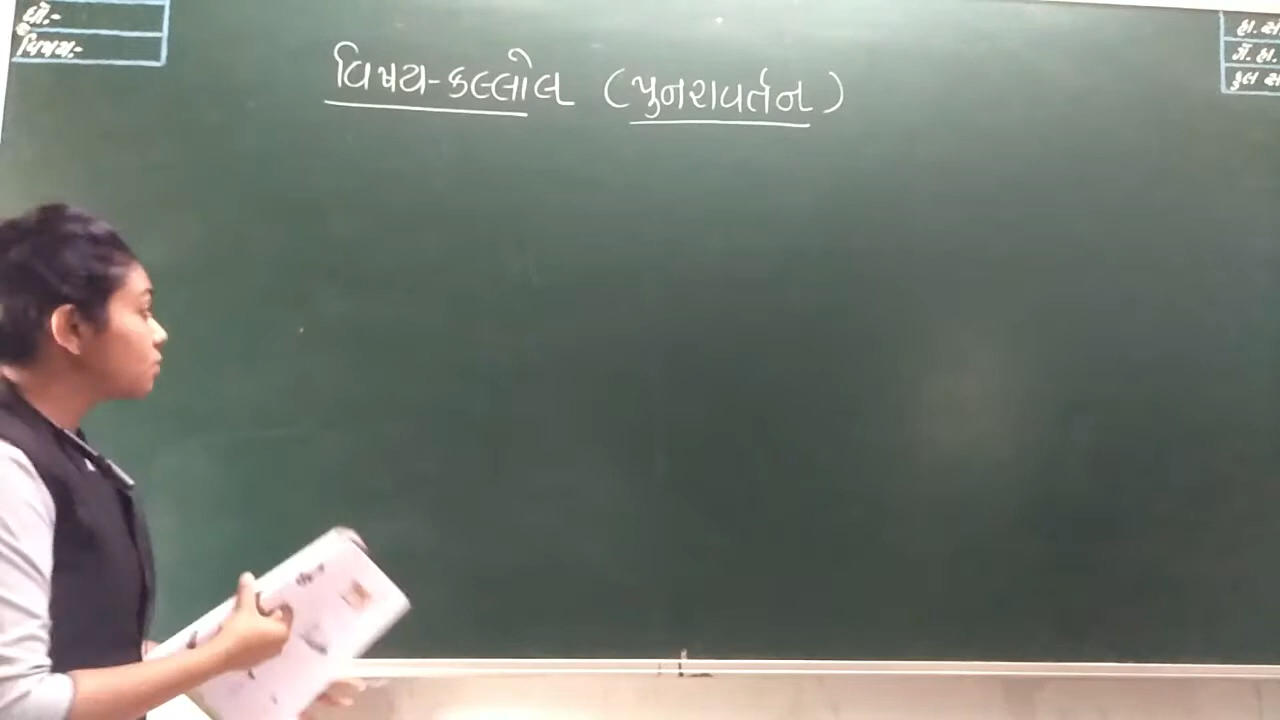 ધો.-
વિષય:-
વિષય-કલ્લોલ (પુનરાવર્તન)
હા.
ગે.હા.
કુલ